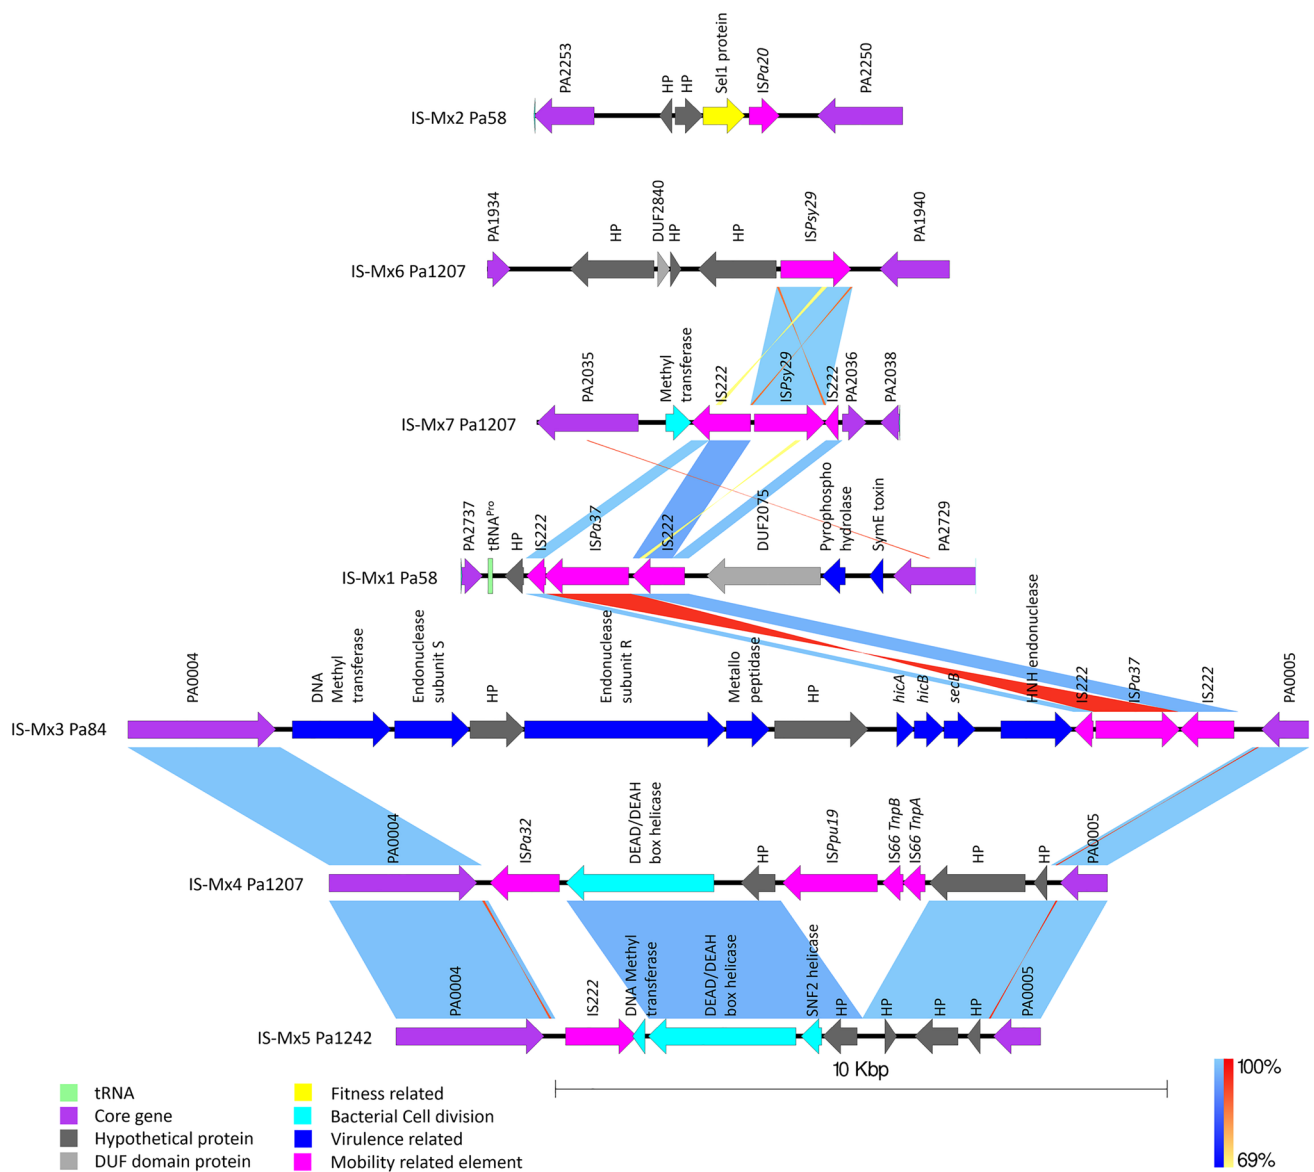 PA2253
HP
HP
Sel1 protein
ISPa20
PA2250
IS-Mx2 Pa58
PA1934
HP
DUF2840
HP
HP
ISPsy29
PA1940
IS-Mx6 Pa1207
PA2035
Methyl
transferase
IS222
ISPsy29
IS222
PA2036
PA2038
IS-Mx7 Pa1207
PA2737
tRNAPro
HP
IS222
ISPa37
IS222
DUF2075
Pyrophospho
hydrolase
SymE toxin
PA2729
IS-Mx1 Pa58
PA0004
DNA
Methyl
transferase
Endonuclease
subunit S
HP
Endonuclease
subunit R
Metallo
peptidase
HP
hicA
hicB
secB
HNH endonuclease
IS222
ISPa37
IS222
PA0005
IS-Mx3 Pa84
PA0004
ISPa32
DEAD/DEAH
box helicase
HP
ISPpu19
IS66 TnpB
IS66 TnpA
HP
HP
PA0005
IS-Mx4 Pa1207
PA0004
IS222
DNA Methyl
transferase
DEAD/DEAH
box helicase
SNF2 helicase
HP
HP
HP
HP
PA0005
IS-Mx5 Pa1242
10 Kbp
tRNA
Core gene
Hypothetical protein
DUF domain protein
Fitness related
Bacterial Cell division
Virulence related
Mobility related element
100%
69%